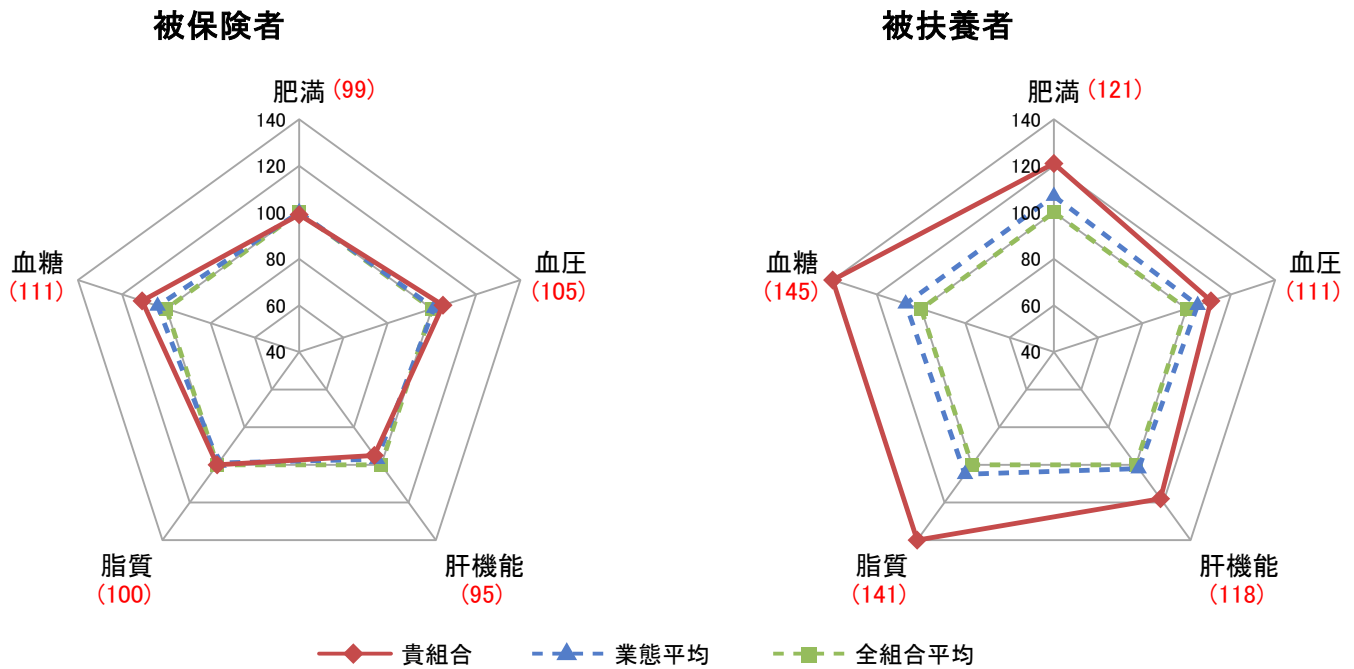 被保険者
肥満(99)
140
120
100
80
60
40
血糖
(111)
血圧
(105)
脂質
(100)
肝機能
(95)
被扶養者
肥満(121)
140
120
100
80
60
40
血糖
(145)
血圧
(111)
脂質
(141)
肝機能
(118)
貴組合 業態平均 全組合平均